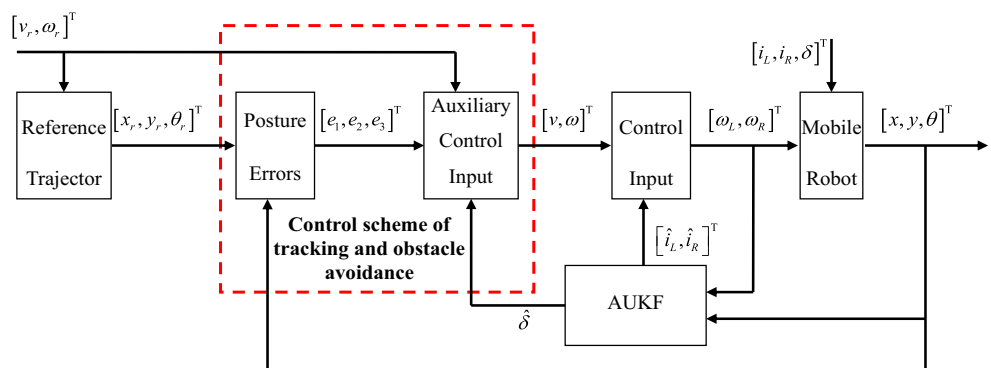 [v_r, ω_r]^T
[i_L, i_R, δ]^T
Reference
Trajector
[x_r, y_r, θ_r]^T
Posture
Errors
[e_1, e_2, e_3]^T
Auxiliary
Control
Input
[v, ω]^T
Control
Input
[ω_L, ω_R]^T
Mobile
Robot
[x, y, θ]^T
Control scheme of
tracking and obstacle
avoidance
[î_L, î_R]^T
AUKF
δ̂